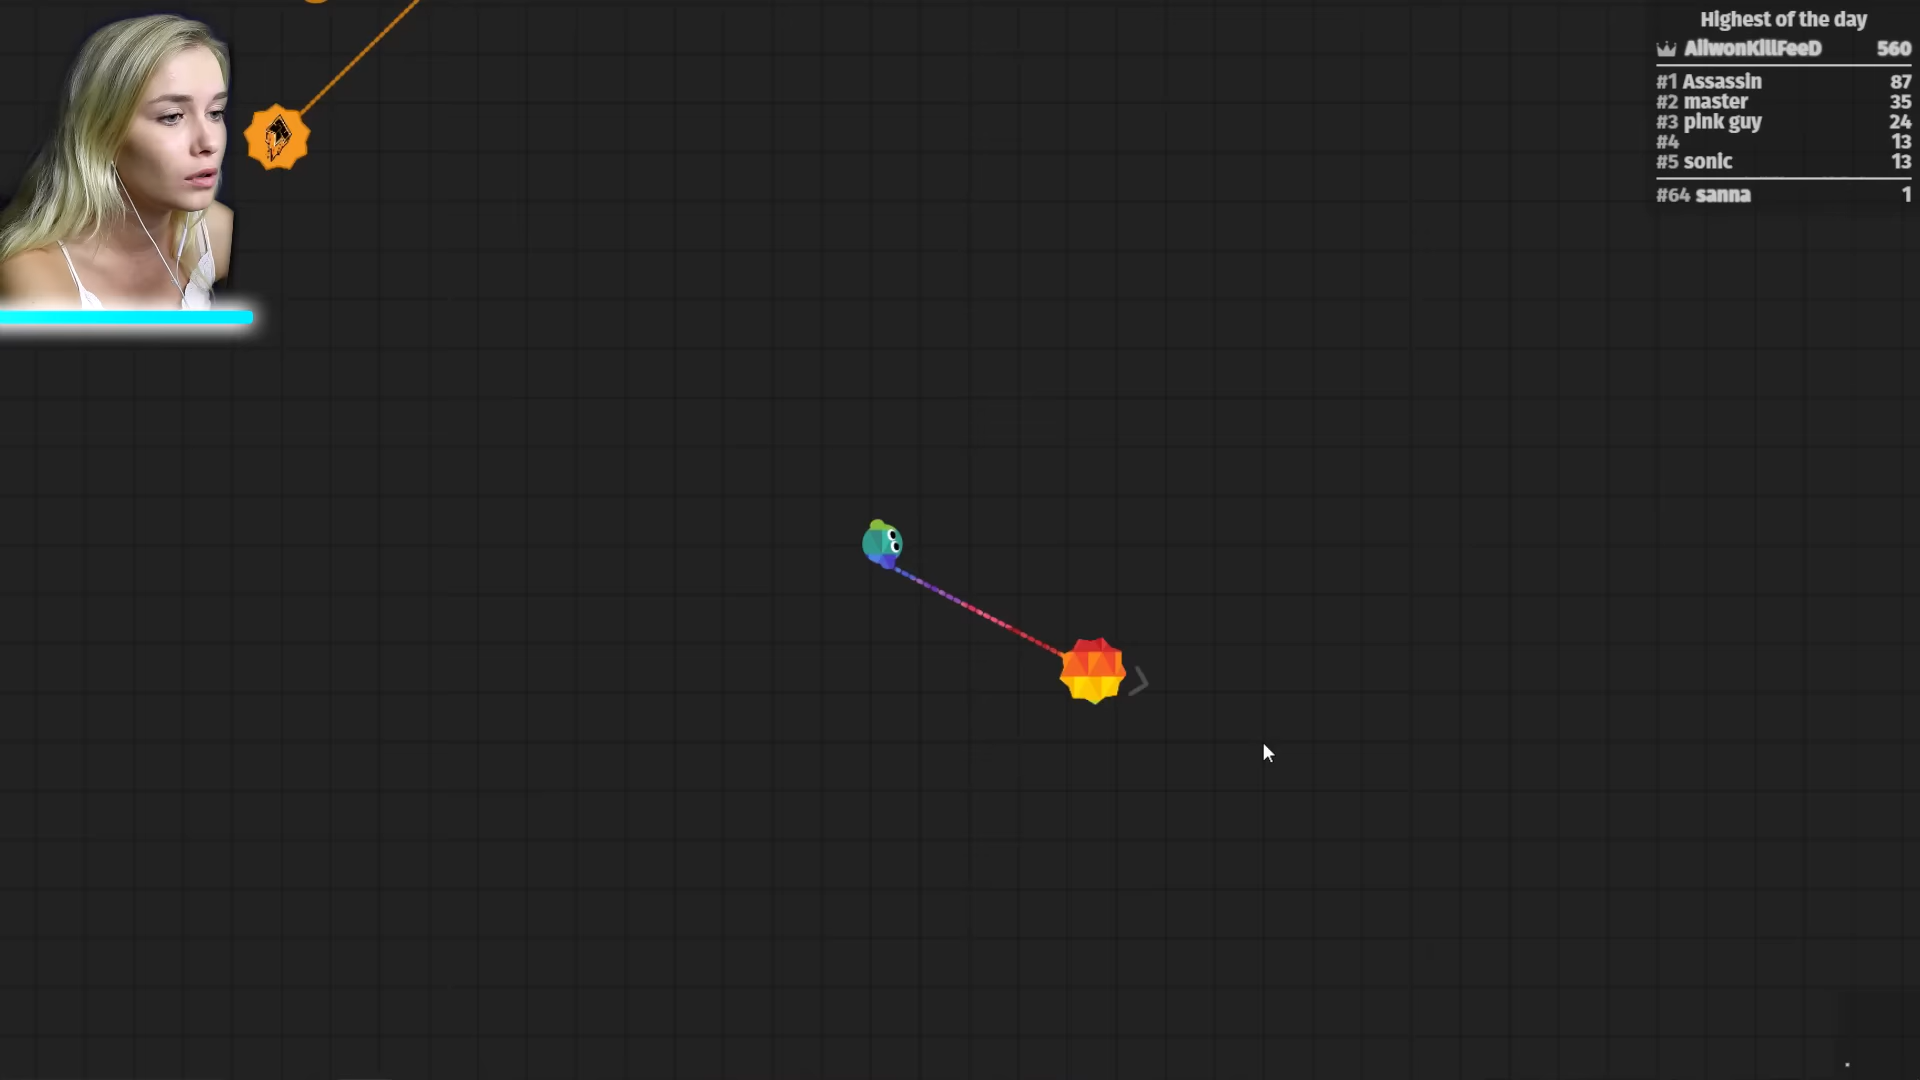 Highest of the day
AllwonKillFeeD 560
#1 Assassin 87
#2 master 35
#3 pink guy 24
#4 13
#5 sonic 13
#64 sanna 1